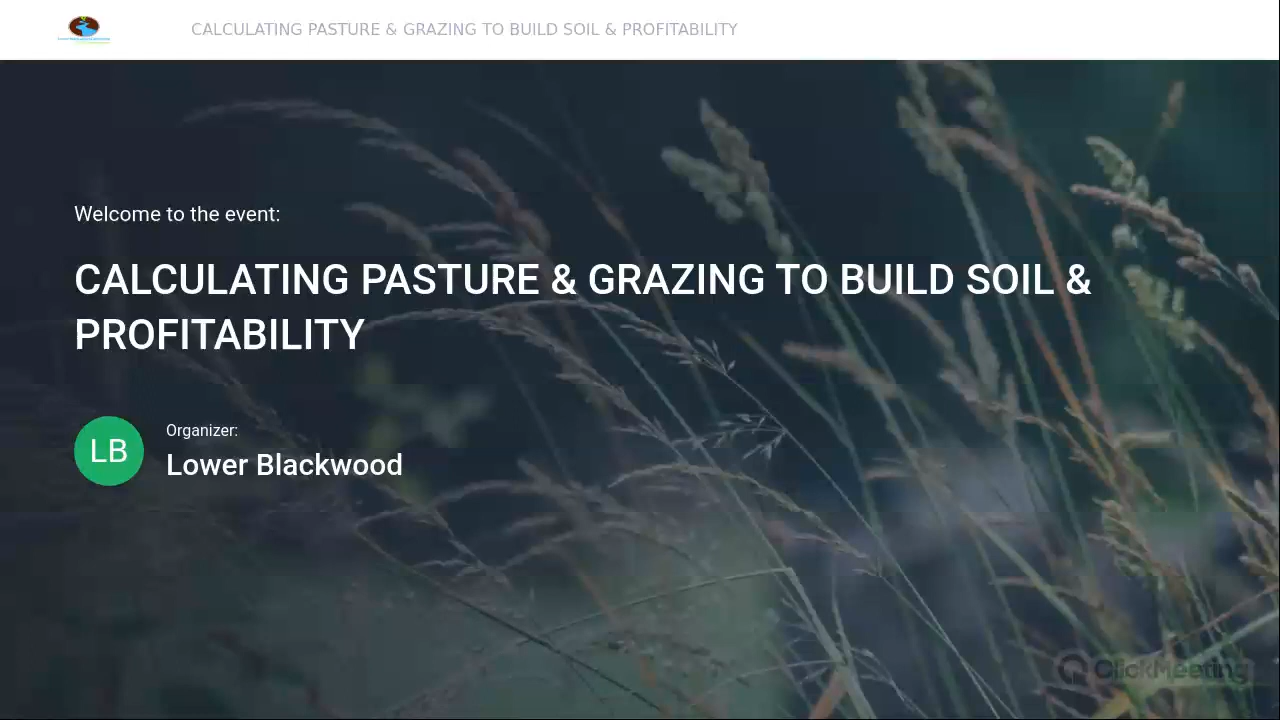 CALCULATING PASTURE & GRAZING TO BUILD SOIL & PROFITABILITY
Welcome to the event:
CALCULATING PASTURE & GRAZING TO BUILD SOIL &
PROFITABILITY
LB
Organizer:
Lower Blackwood
ClickMeeting